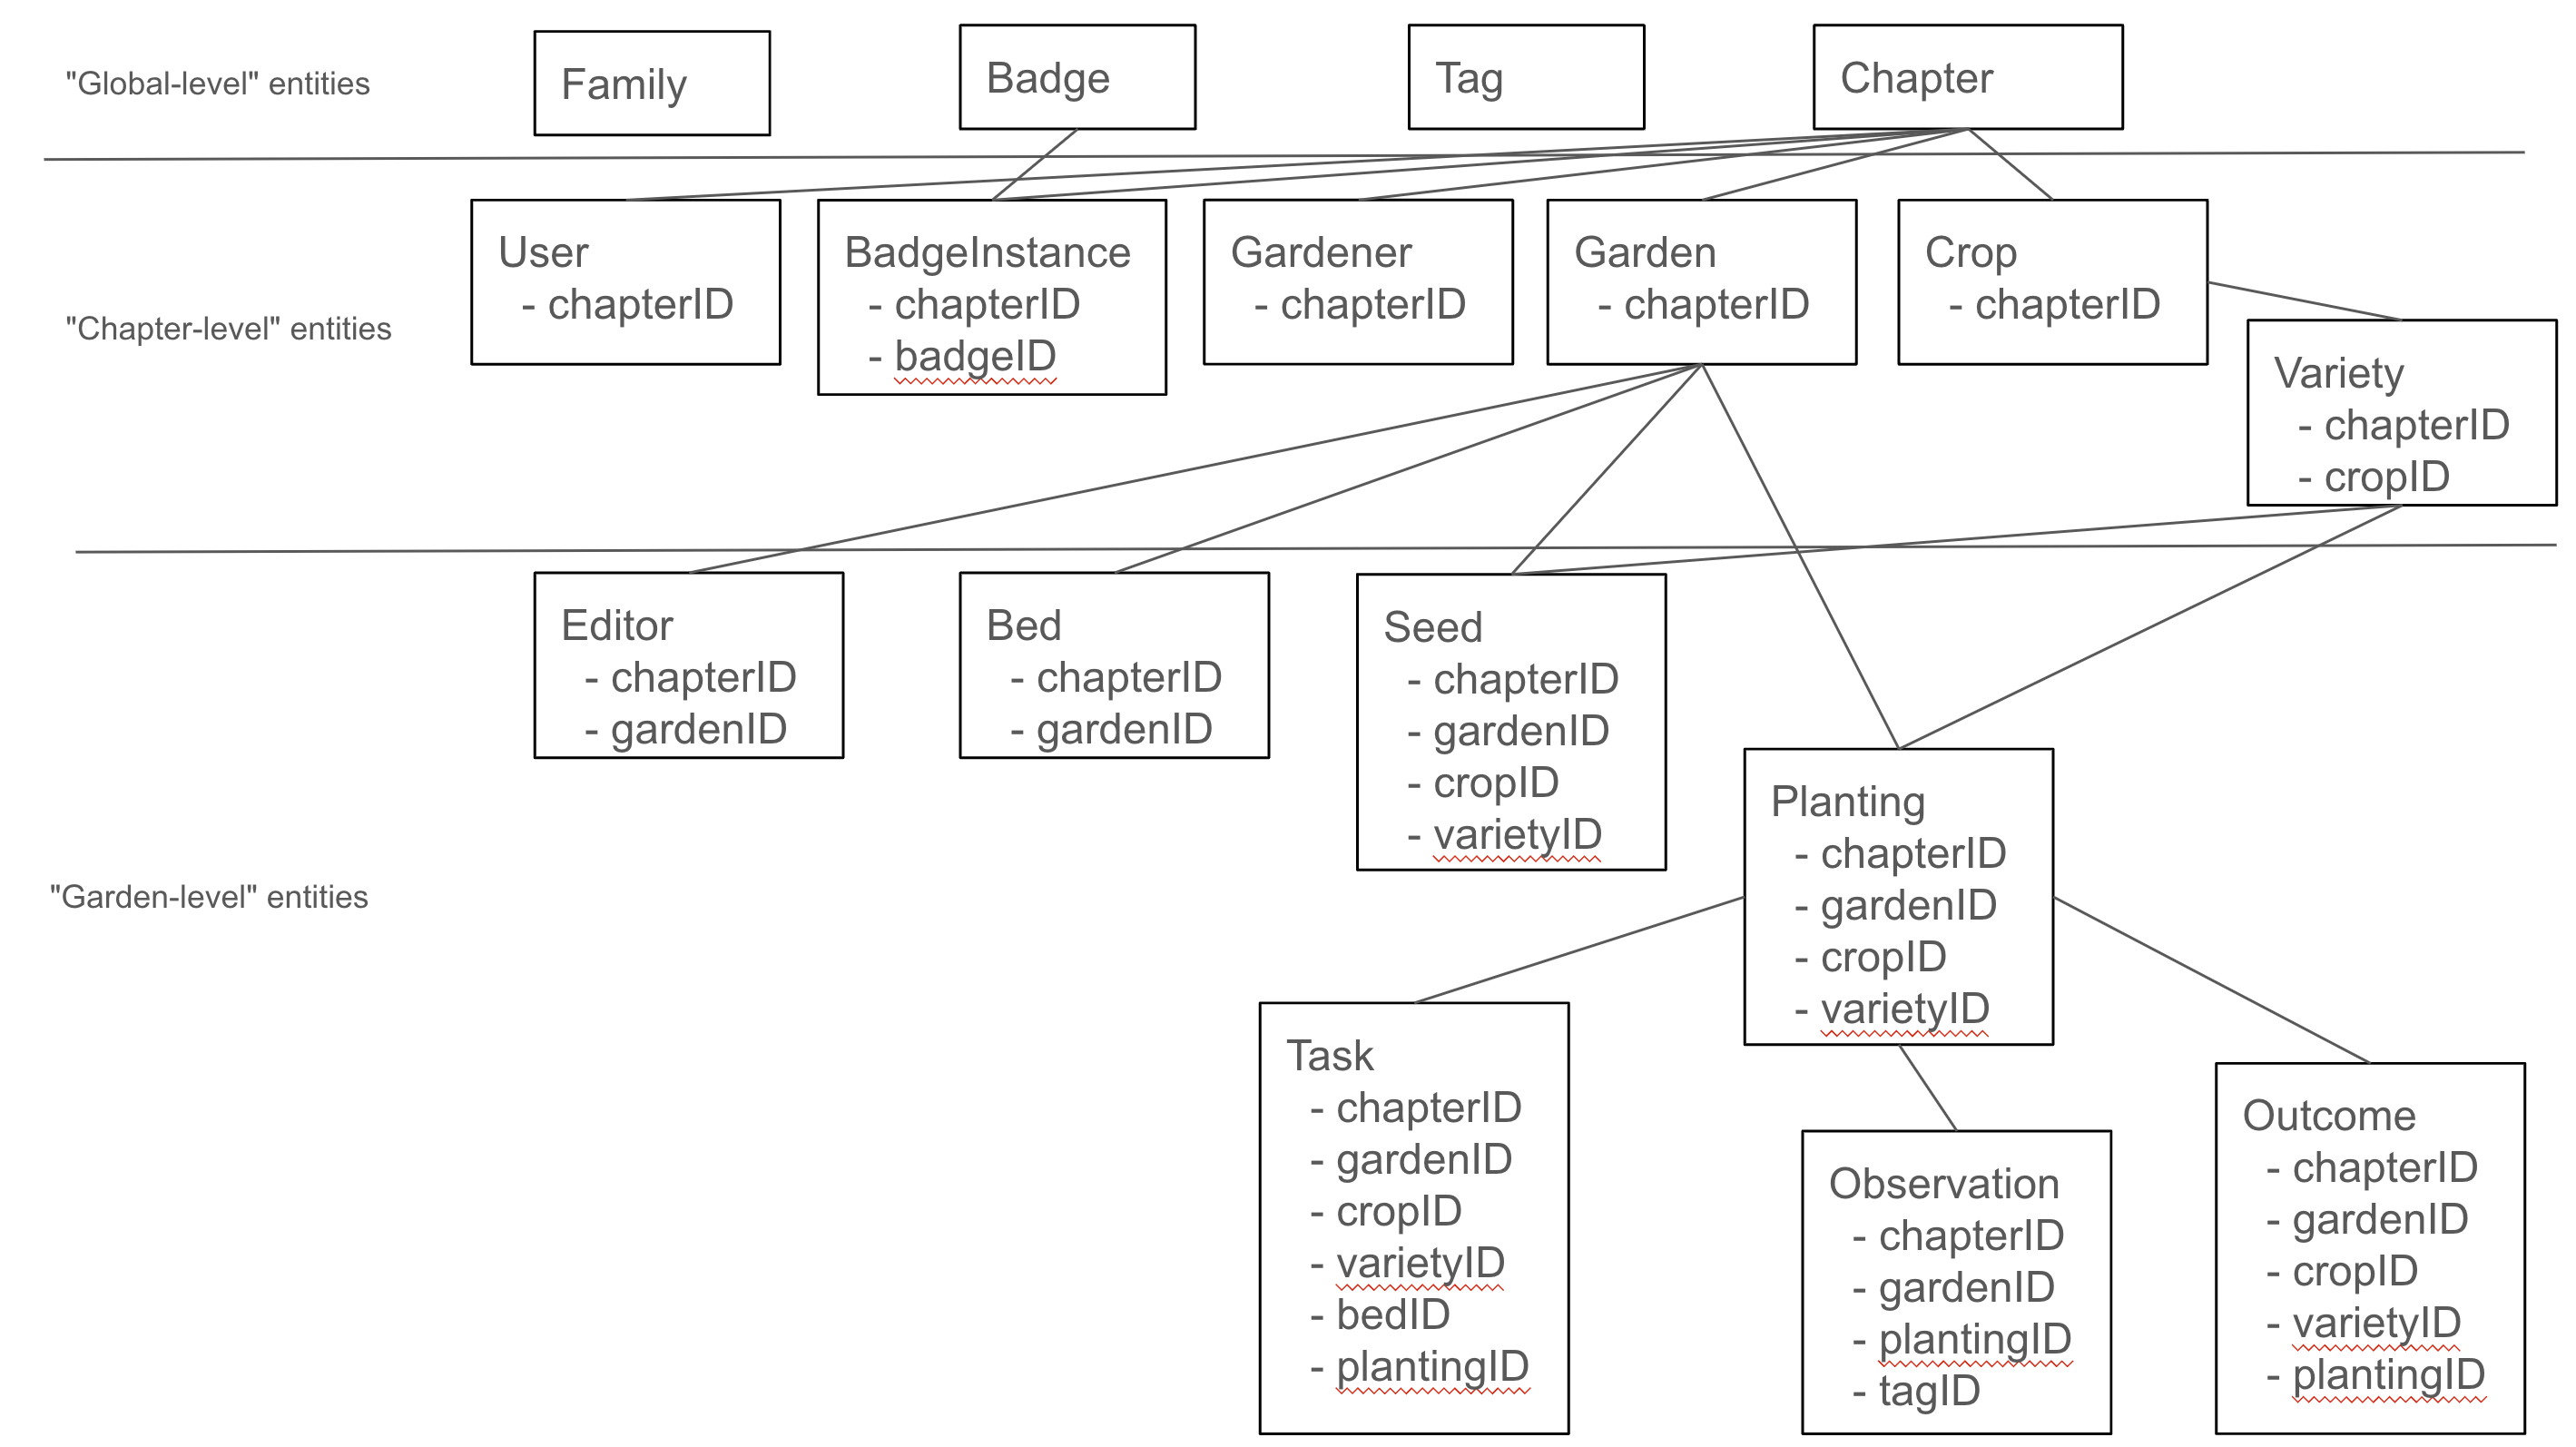 "Global-level" entities
Family
Badge
Tag
Chapter
"Chapter-level" entities
User
- chapterID
BadgeInstance
- chapterID
- badgeID
Gardener
- chapterID
Garden
- chapterID
Crop
- chapterID
Variety
- chapterID
- cropID
"Garden-level" entities
Editor
- chapterID
- gardenID
Bed
- chapterID
- gardenID
Seed
- chapterID
- gardenID
- cropID
- varietyID
Planting
- chapterID
- gardenID
- cropID
- varietyID
Task
- chapterID
- gardenID
- cropID
- varietyID
- bedID
- plantingID
Observation
- chapterID
- gardenID
- plantingID
- tagID
Outcome
- chapterID
- gardenID
- cropID
- varietyID
- plantingID